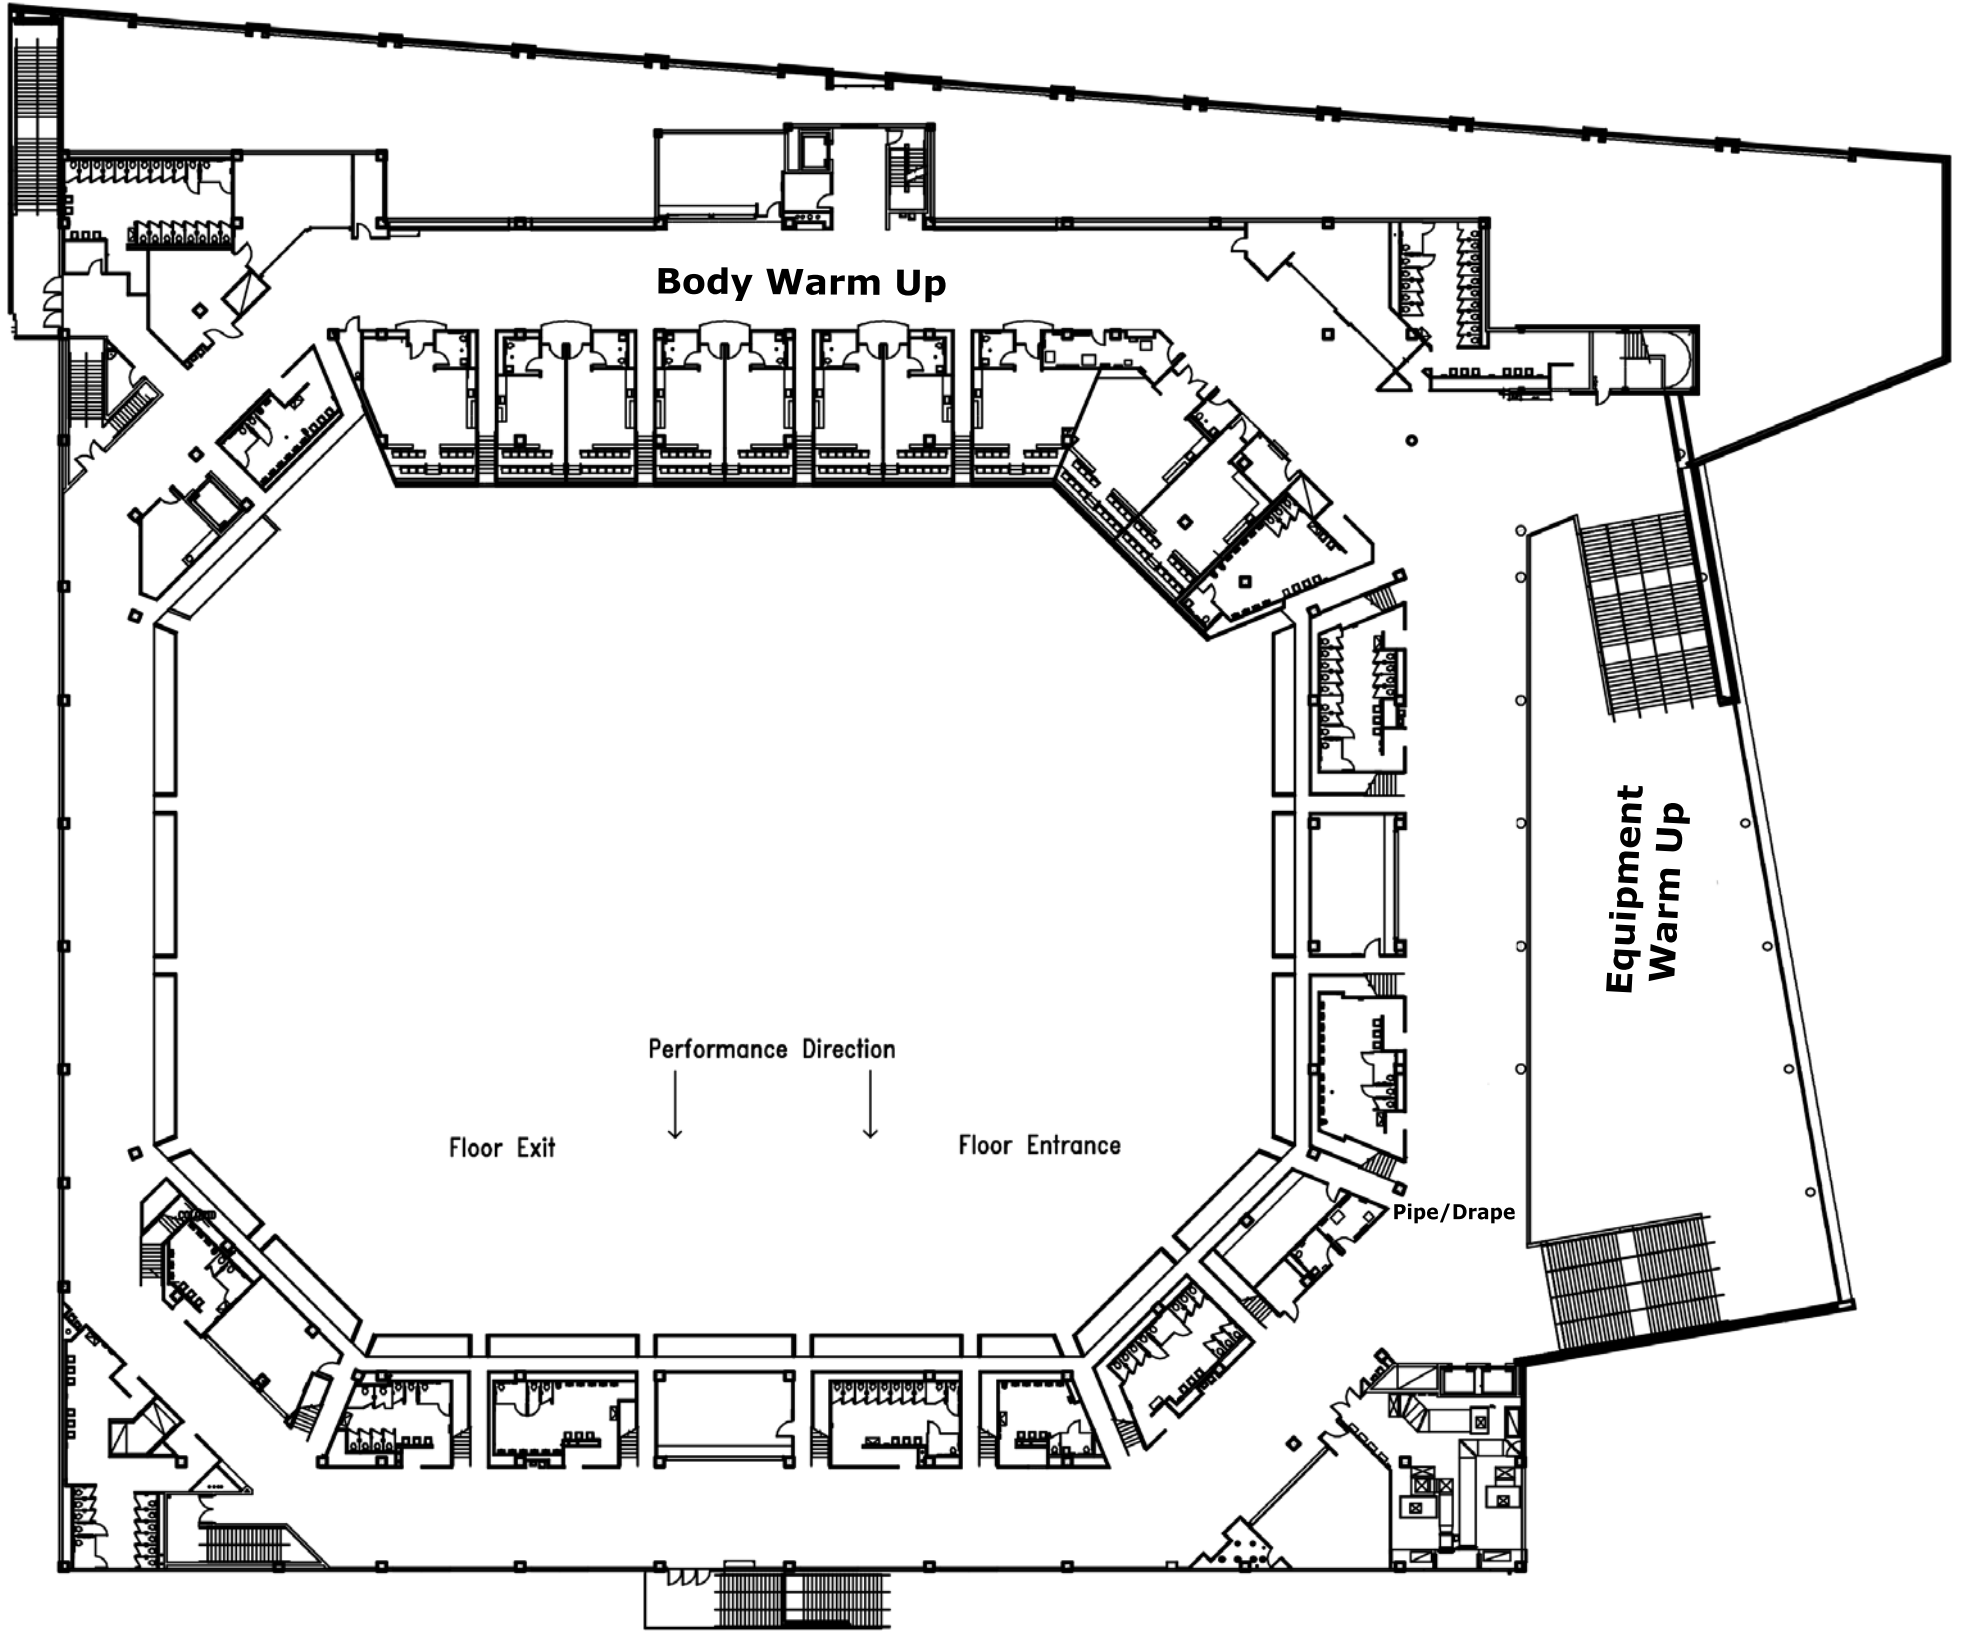 Body Warm Up
Equipment
Warm Up
Performance Direction
Floor Exit
Floor Entrance
Pipe/Drape